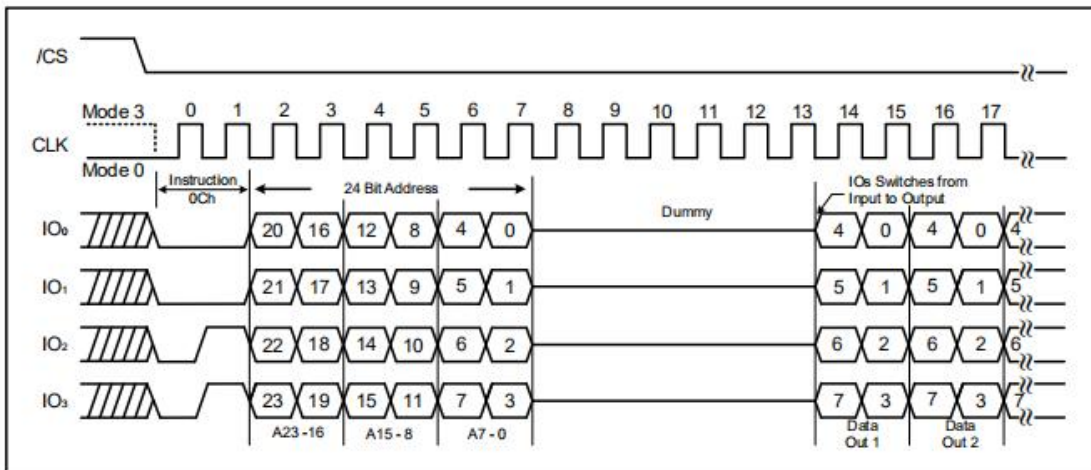 /CS
Mode 3
0 1 2 3 4 5 6 7 8 9 10 11 12 13 14 15 16 17
CLK
Mode 0
Instruction
0Ch
24 Bit Address
IOs Switches from
Input to Output
Dummy
IO0 20 16 12 8 4 0 4 0 4 0 4
IO1 21 17 13 9 5 1 5 1 5 1 5
IO2 22 18 14 10 6 2 6 2 6 2 6
IO3 23 19 15 11 7 3 7 3 7 3 7
A23-16 A15-8 A7-0
Data
Out 1
Data
Out 2